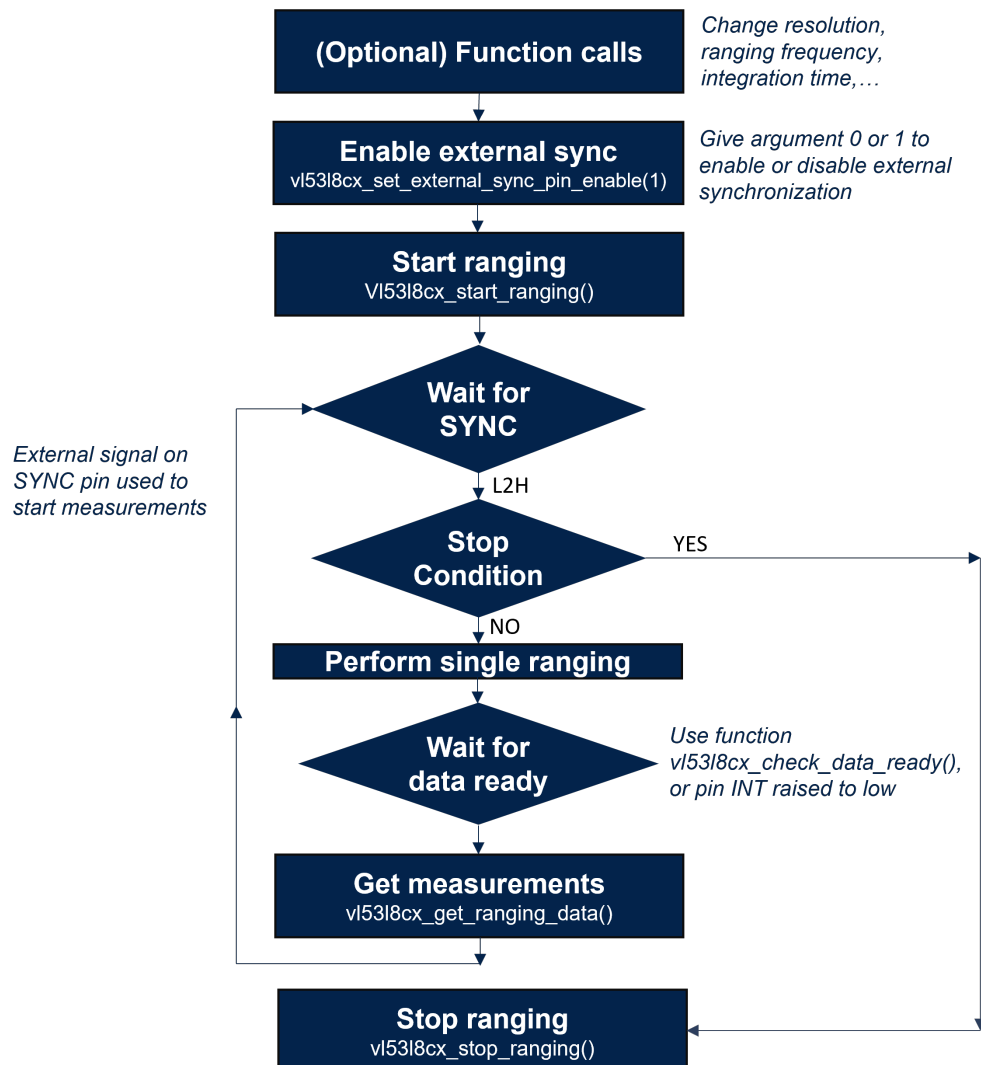 (Optional) Function calls
Change resolution,
ranging frequency,
integration time,…
Enable external sync
vl53l8cx_set_external_sync_pin_enable(1)
Give argument 0 or 1 to
enable or disable external
synchronization
Start ranging
Vl53l8cx_start_ranging()
Wait for
SYNC
External signal on
SYNC pin used to
start measurements
L2H
Stop
Condition
YES
NO
Perform single ranging
Wait for
data ready
Use function
vl53l8cx_check_data_ready(),
or pin INT raised to low
Get measurements
vl53l8cx_get_ranging_data()
Stop ranging
vl53l8cx_stop_ranging()